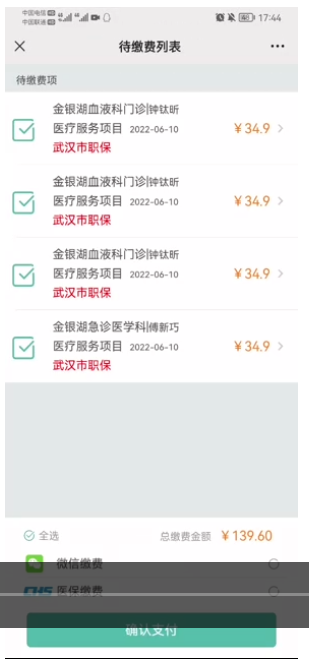 中国电信 HD 中国联通 HD 17:44
待缴费列表
待缴费项
金银湖血液科门诊|钟钛昕
医疗服务项目 2022-06-10 ¥34.9
武汉市职保
金银湖血液科门诊|钟钛昕
医疗服务项目 2022-06-10 ¥34.9
武汉市职保
金银湖血液科门诊|钟钛昕
医疗服务项目 2022-06-10 ¥34.9
武汉市职保
金银湖急诊医学科|傅新巧
医疗服务项目 2022-06-10 ¥34.9
武汉市职保
全选 总缴费金额 ¥139.60
微信缴费
CHS 医保缴费
确认支付